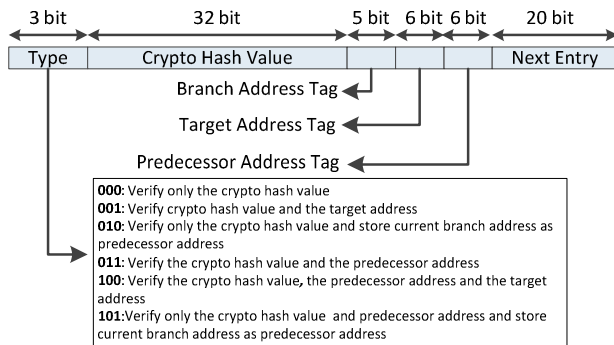 3 bit 32 bit 5 bit 6 bit 6 bit 20 bit
Type Crypto Hash Value Next Entry
Branch Address Tag
Target Address Tag
Predecessor Address Tag
000: Verify only the crypto hash value
001: Verify crypto hash value and the target address
010: Verify only the crypto hash value and store current branch address as
predecessor address
011: Verify the crypto hash value and the predecessor address
100: Verify the crypto hash value, the predecessor address and the target
address
101:Verify only the crypto hash value and predecessor address and store
current branch address as predecessor address